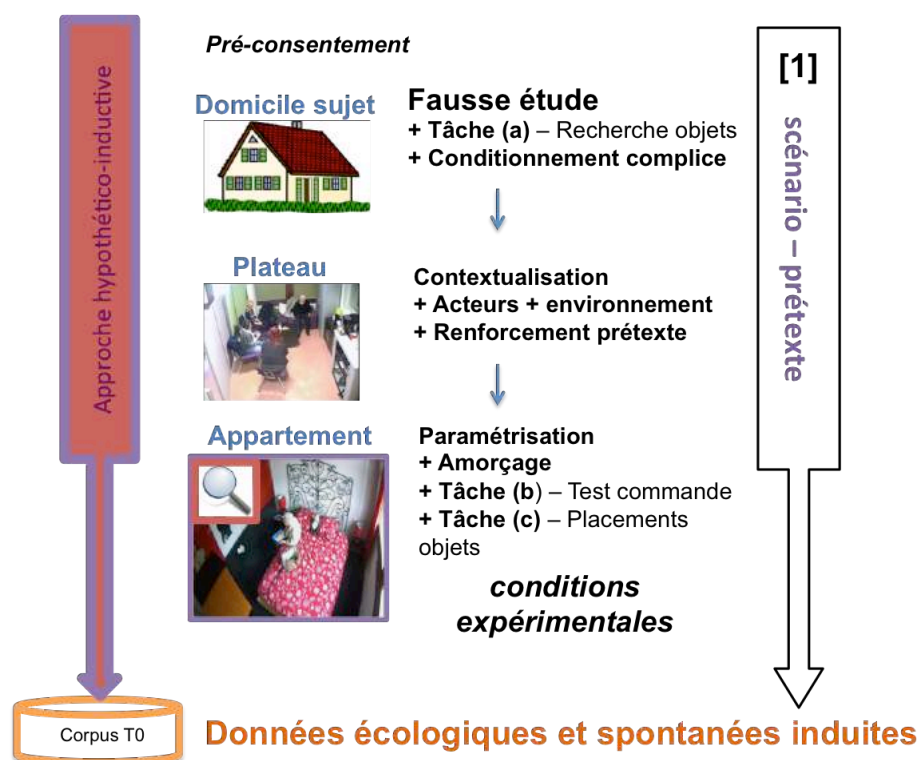 Approche hypothético-inductive
Pré-consentement
Domicile sujet
Fausse étude
+ Tâche (a) – Recherche objets
+ Conditionnement complice
Plateau
Contextualisation
+ Acteurs + environnement
+ Renforcement prétexte
Appartement
Paramétrisation
+ Amorçage
+ Tâche (b) – Test commande
+ Tâche (c) – Placements
objets
conditions
expérimentales
[1]
scénario – prétexte
Corpus T0
Données écologiques et spontanées induites